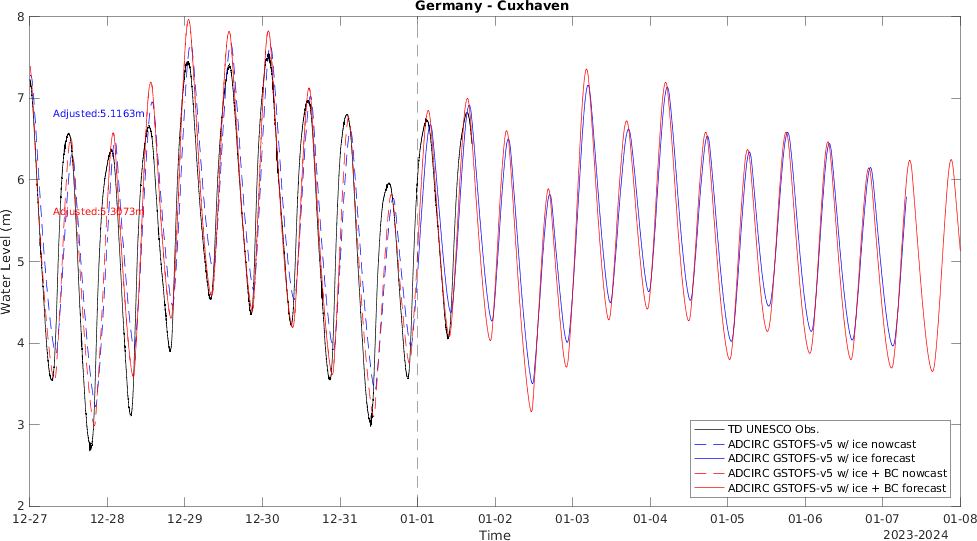 Germany - Cuxhaven
8
7
6
5
4
3
2
Water Level (m)
Adjusted:5.1163m
Adjusted:5.3073m
TD UNESCO Obs.
ADCIRC GSTOFS-v5 w/ ice nowcast
ADCIRC GSTOFS-v5 w/ ice forecast
ADCIRC GSTOFS-v5 w/ ice + BC nowcast
ADCIRC GSTOFS-v5 w/ ice + BC forecast
12-27 12-28 12-29 12-30 12-31 01-01 01-02 01-03 01-04 01-05 01-06 01-07 01-08
Time
2023-2024